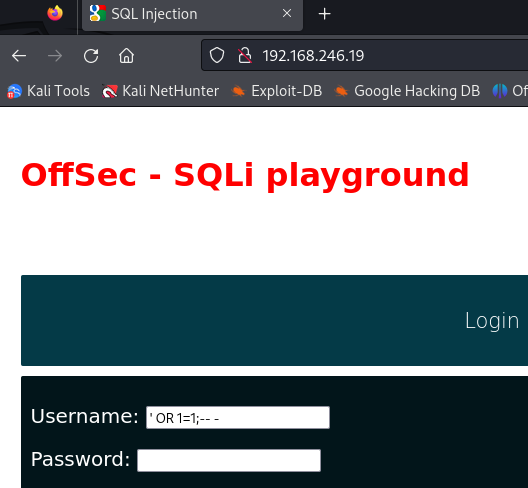 SQL Injection
192.168.246.19
Kali Tools Kali NetHunter Exploit-DB Google Hacking DB Of
OffSec - SQLi playground
Login
Username: ' OR 1=1;-- -
Password: